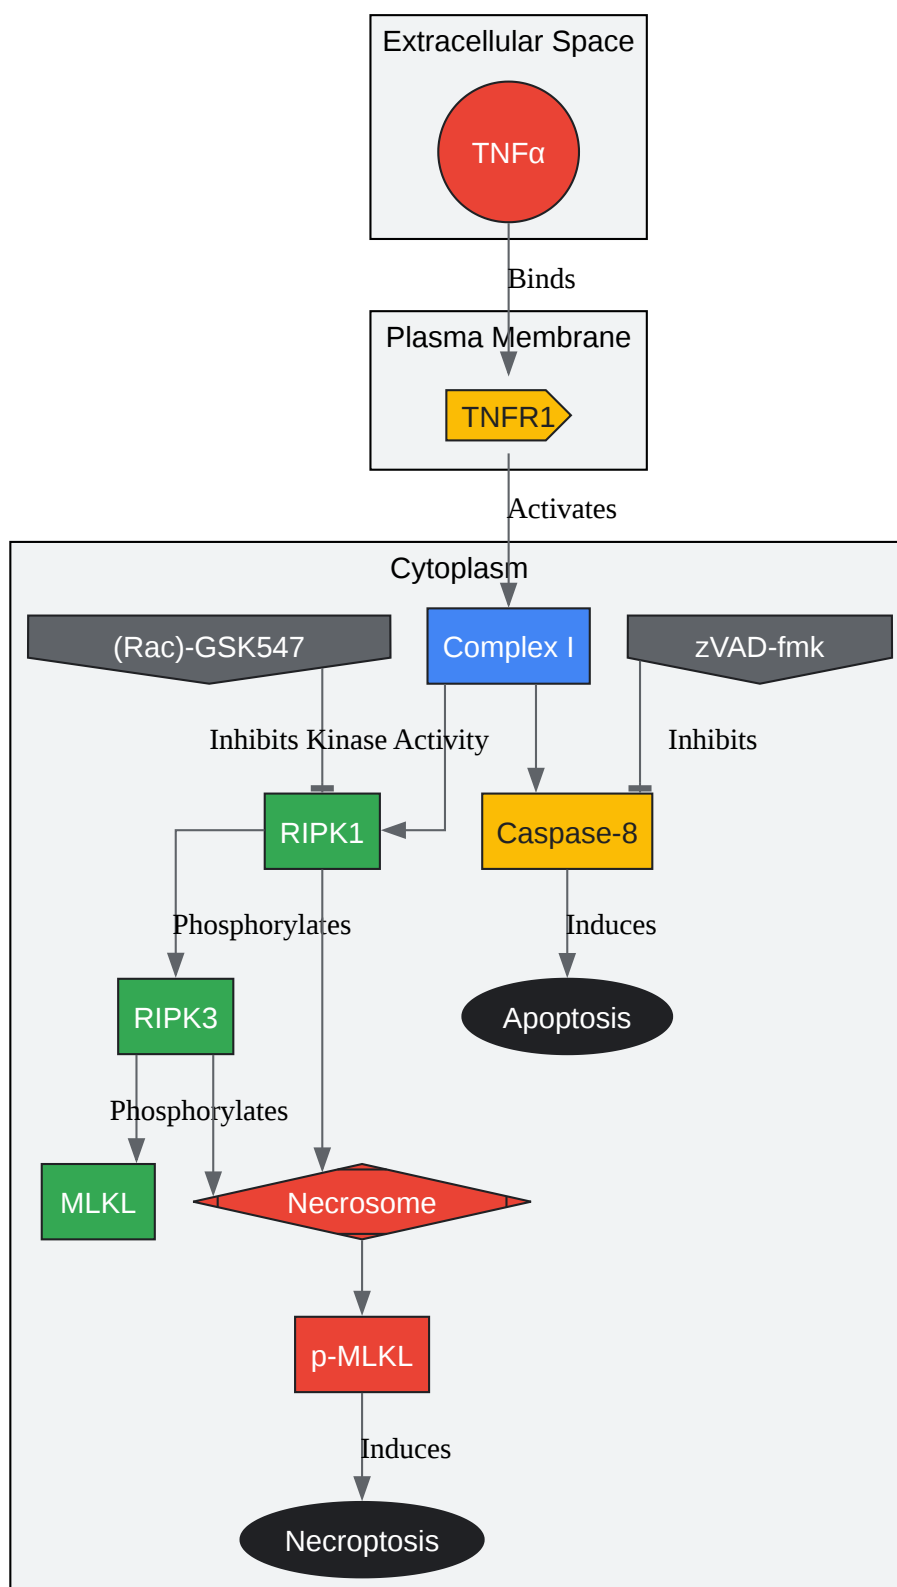 Extracellular Space
TNFα
Binds
Plasma Membrane
TNFR1
Activates
Cytoplasm
(Rac)-GSK547
Complex I
zVAD-fmk
Inhibits Kinase Activity
Inhibits
RIPK1
Caspase-8
Phosphorylates
Induces
RIPK3
Apoptosis
Phosphorylates
MLKL
Necrosome
p-MLKL
Induces
Necroptosis